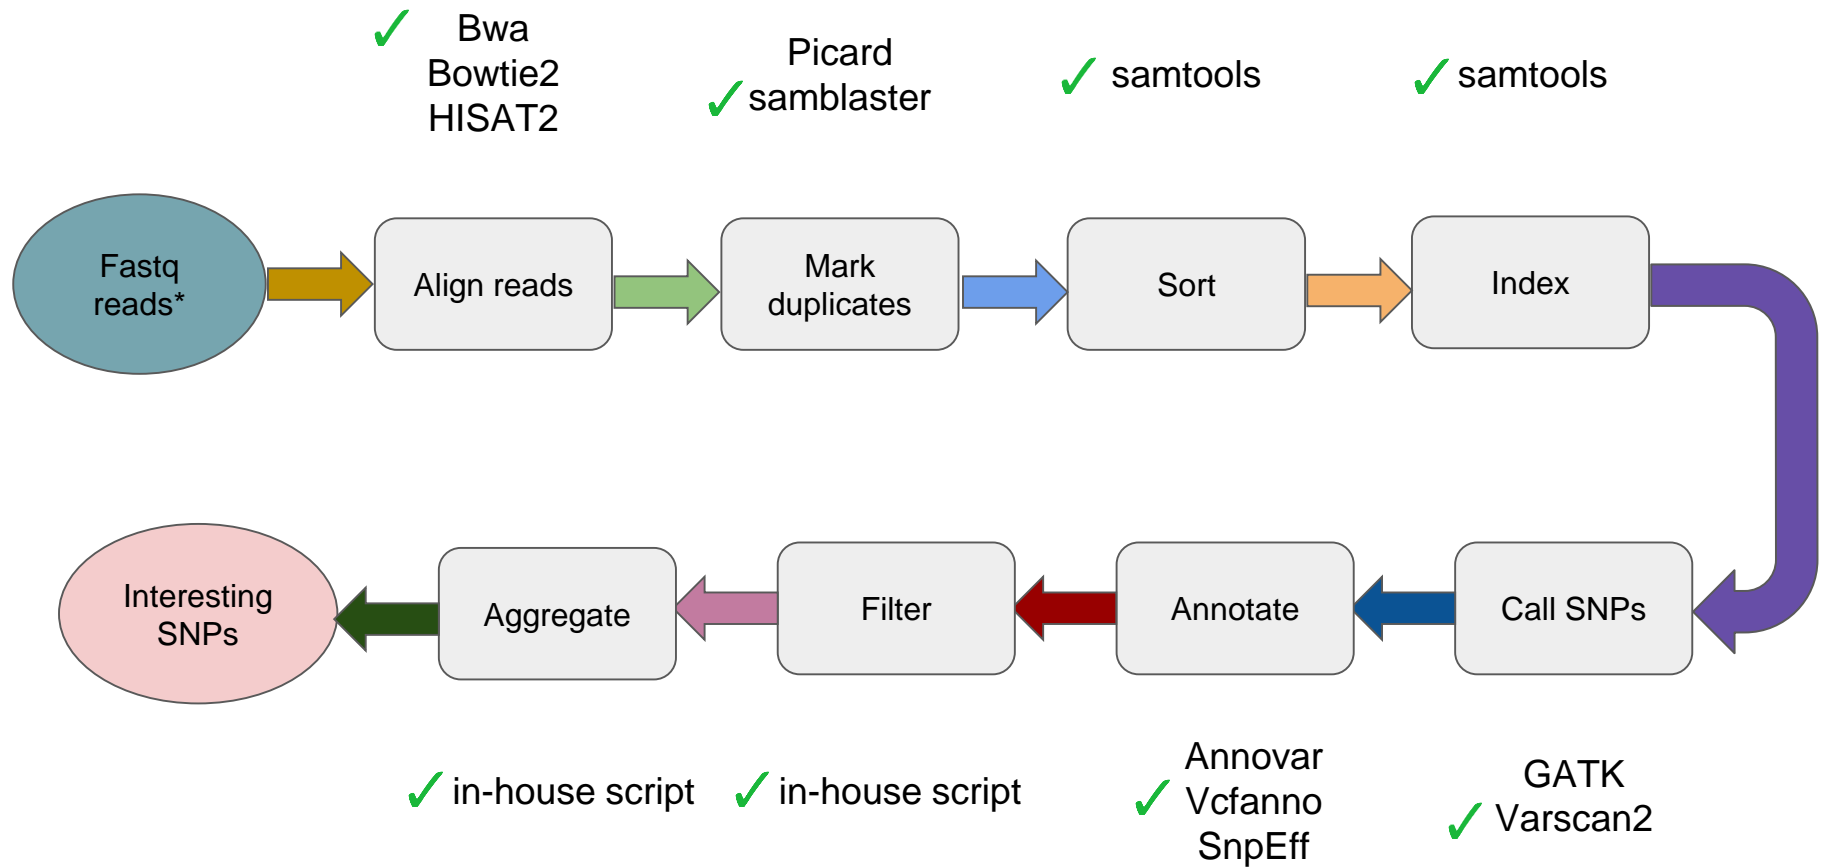 ✓ Bwa
Bowtie2
HISAT2
Picard
✓ samblaster
✓ samtools
✓ samtools
Fastq
reads*
Align reads
Mark
duplicates
Sort
Index
Interesting
SNPs
Aggregate
Filter
Annotate
Call SNPs
✓ in-house script
✓ in-house script
Annovar
✓ Vcfanno
SnpEff
GATK
✓ Varscan2